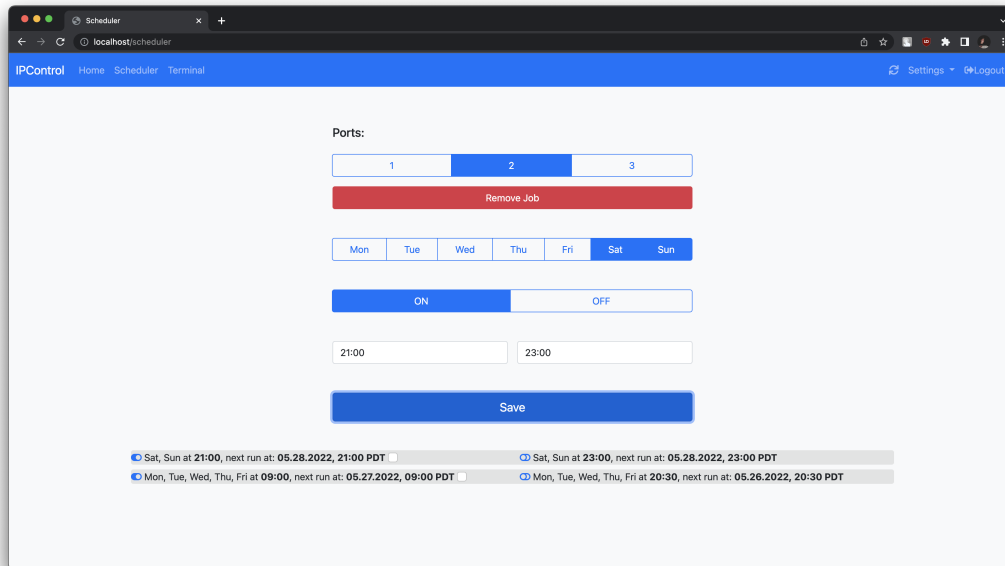 Scheduler
localhost/scheduler
IPControl Home Scheduler Terminal Settings Logout
Ports:
1 2 3
Remove Job
Mon Tue Wed Thu Fri Sat Sun
ON OFF
21:00 23:00
Save
Sat, Sun at 21:00, next run at: 05.28.2022, 21:00 PDT Sat, Sun at 23:00, next run at: 05.28.2022, 23:00 PDT
Mon, Tue, Wed, Thu, Fri at 09:00, next run at: 05.27.2022, 09:00 PDT Mon, Tue, Wed, Thu, Fri at 20:30, next run at: 05.26.2022, 20:30 PDT